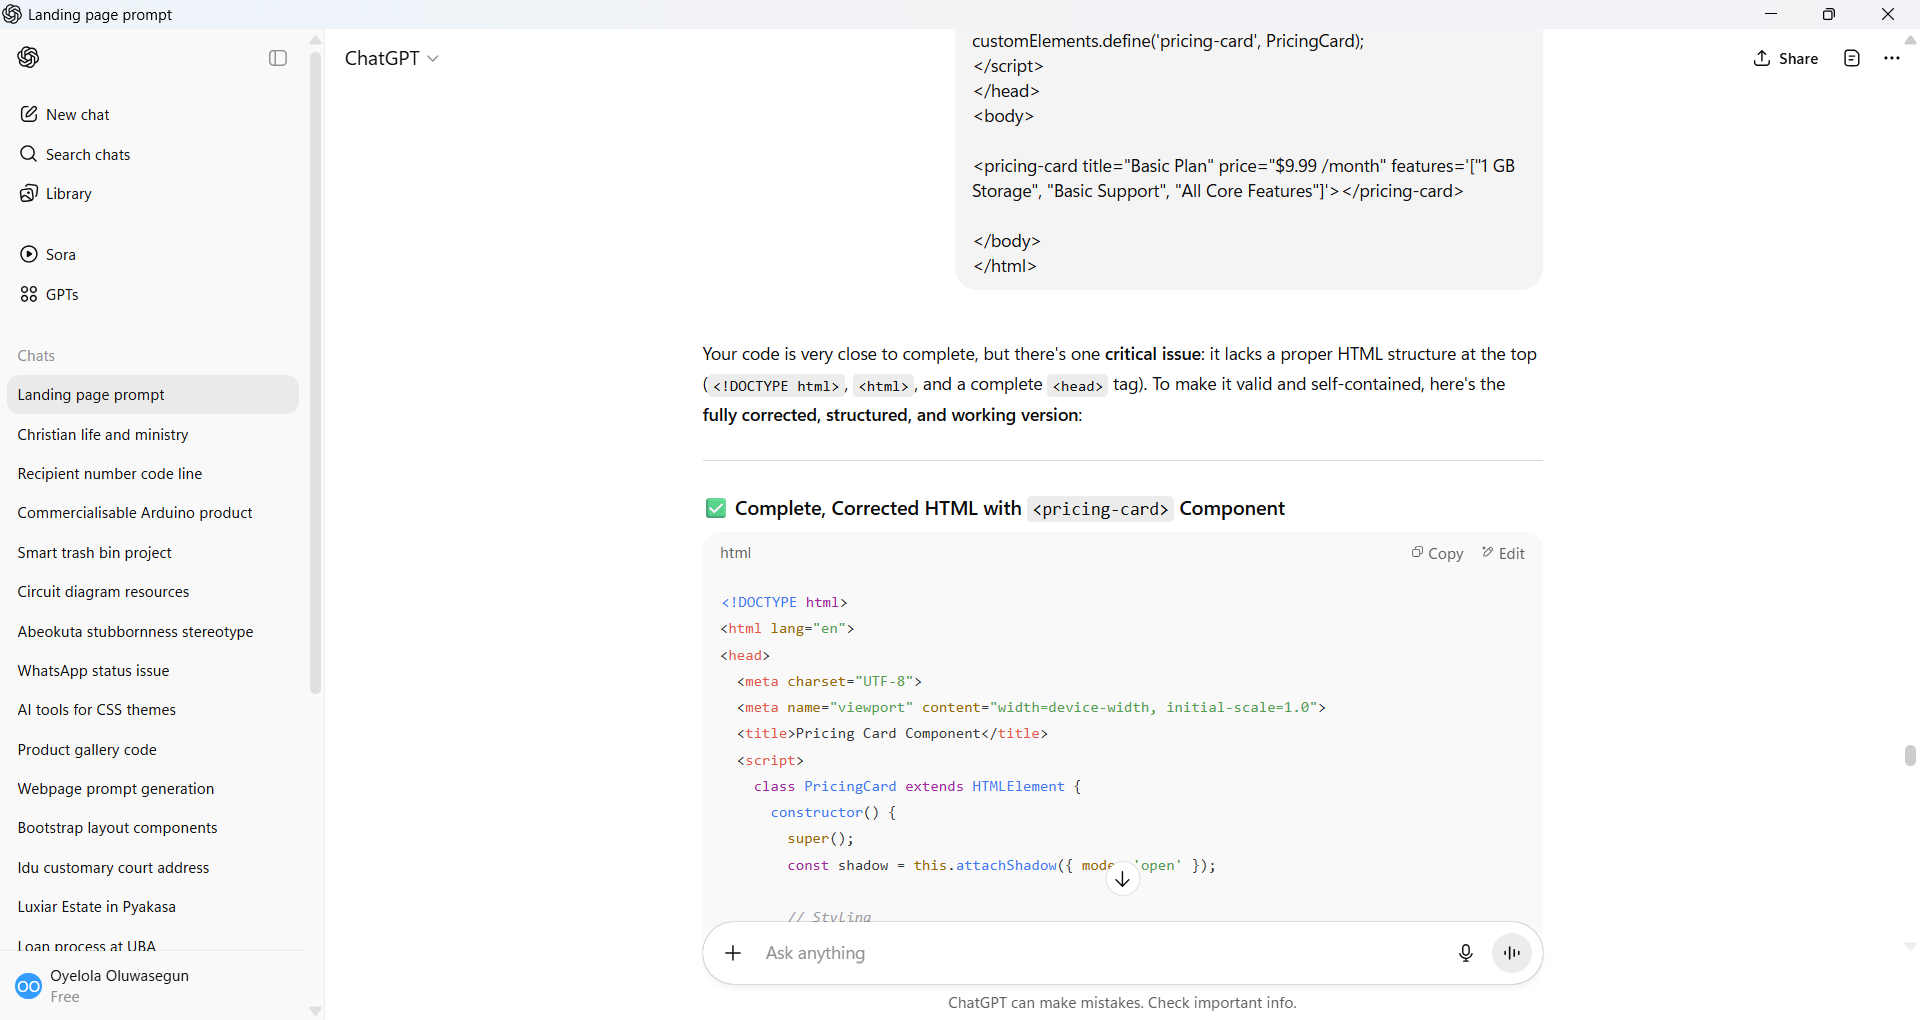 Landing page prompt
New chat
Search chats
Library
Sora
GPTs
Chats
Landing page prompt
Christian life and ministry
Recipient number code line
Commercialisable Arduino product
Smart trash bin project
Circuit diagram resources
Abeokuta stubbornness stereotype
WhatsApp status issue
AI tools for CSS themes
Product gallery code
Webpage prompt generation
Bootstrap layout components
Idu customary court address
Luxiar Estate in Pyakasa
Loan process at UBA
OO
Oyelola Oluwasegun
Free
ChatGPT
Share
customElements.define('pricing-card', PricingCard);
</script>
</head>
<body>
<pricing-card title="Basic Plan" price="$9.99 /month" features='["1 GB
Storage", "Basic Support", "All Core Features"]'></pricing-card>
</body>
</html>
Your code is very close to complete, but there's one critical issue: it lacks a proper HTML structure at the top
(<!DOCTYPE html>, <html>, and a complete <head> tag). To make it valid and self-contained, here's the
fully corrected, structured, and working version:
Complete, Corrected HTML with <pricing-card> Component
html
Copy
Edit
<!DOCTYPE html>
<html lang="en">
<head>
<meta charset="UTF-8">
<meta name="viewport" content="width=device-width, initial-scale=1.0">
<title>Pricing Card Component</title>
<script>
class PricingCard extends HTMLElement {
constructor() {
super();
const shadow = this.attachShadow({ mode 'open' });
// Styling
Ask anything
ChatGPT can make mistakes. Check important info.